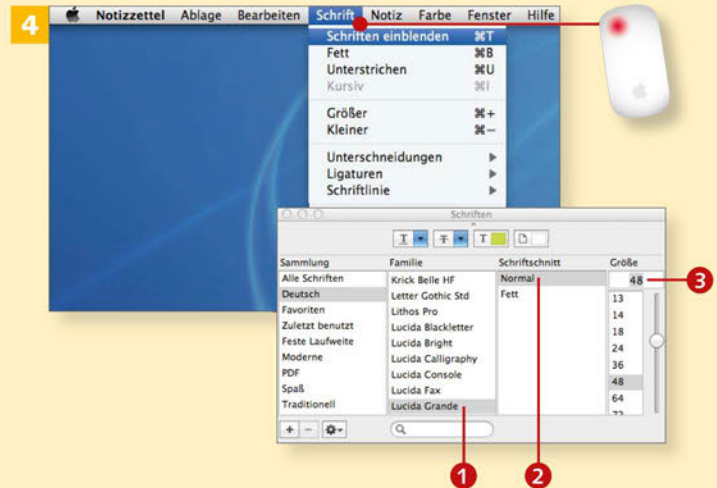 4
Notizzettel Ablage Bearbeiten Schrift Notiz Farbe Fenster Hilfe
Schriften einblenden ⌘T
Fett ⌘B
Unterstrichen ⌘U
Kursiv ⌘I
Größer ⌘+
Kleiner ⌘−
Unterschneidungen
Ligaturen
Schriftlinie
Schriften
T T T
Sammlung Familie Schriftschnitt Größe
Alle Schriften Krick Belle HF Normal 48 3
Deutsch Letter Gothic Std Fett 13
Favoriten Lithos Pro 14
Zuletzt benutzt Lucida Blackletter 18
Feste Laufweite Lucida Bright 24
Moderne Lucida Calligraphy 36
PDF Lucida Console 48
Spaß Lucida Fax 64
Traditionell Lucida Grande 72
+ −
1 2